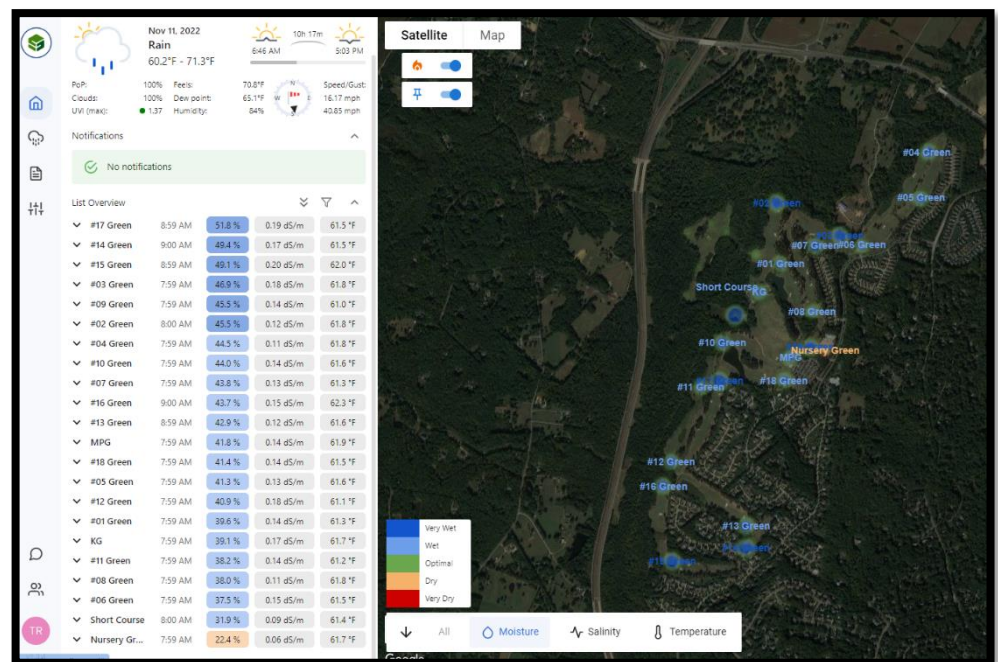 Nov 11, 2022
Rain
60.2°F - 71.3°F
10h 17m
6:46 AM
5:03 PM
PoP: 100% Feels: 70.8°F Speed/Gust:
Clouds: 100% Dew point: 65.1°F 16.17 mph
UVI (max): 1.37 Humidity: 84% 40.85 mph
N
W
Notifications
No notifications
List Overview
#17 Green 8:59 AM 51.8 % 0.19 dS/m 61.5 °F
#14 Green 9:00 AM 49.4 % 0.17 dS/m 61.5 °F
#15 Green 8:59 AM 49.1 % 0.20 dS/m 62.0 °F
#03 Green 7:59 AM 46.9 % 0.18 dS/m 61.8 °F
#09 Green 7:59 AM 45.5 % 0.14 dS/m 61.0 °F
#02 Green 8:00 AM 45.5 % 0.12 dS/m 61.8 °F
#04 Green 7:59 AM 44.5 % 0.11 dS/m 61.8 °F
#10 Green 7:59 AM 44.0 % 0.14 dS/m 61.6 °F
#07 Green 7:59 AM 43.8 % 0.13 dS/m 61.3 °F
#16 Green 9:00 AM 43.7 % 0.15 dS/m 62.3 °F
#13 Green 8:59 AM 42.9 % 0.12 dS/m 61.6 °F
MPG 7:59 AM 41.8 % 0.14 dS/m 61.9 °F
#18 Green 7:59 AM 41.4 % 0.14 dS/m 61.5 °F
#05 Green 7:59 AM 41.3 % 0.13 dS/m 61.6 °F
#12 Green 7:59 AM 40.9 % 0.18 dS/m 61.1 °F
#01 Green 7:59 AM 39.6 % 0.14 dS/m 61.3 °F
KG 7:59 AM 39.1 % 0.17 dS/m 61.7 °F
#11 Green 7:59 AM 38.2 % 0.14 dS/m 61.2 °F
#08 Green 7:59 AM 38.0 % 0.11 dS/m 61.8 °F
#06 Green 7:59 AM 37.5 % 0.15 dS/m 61.5 °F
Short Course 8:00 AM 31.9 % 0.09 dS/m 61.4 °F
Nursery Gr... 7:59 AM 22.4 % 0.06 dS/m 61.7 °F
TR
Satellite Map
#04 Green
#05 Green
#02 Green
#07 Green #06 Green
#01 Green
Short Course
KG
#08 Green
#10 Green
Nursery Green
MPG
#11 Green
#18 Green
#12 Green
#16 Green
#13 Green
Very Wet
Wet
Optimal
Dry
Very Dry
All Moisture Salinity Temperature
Google